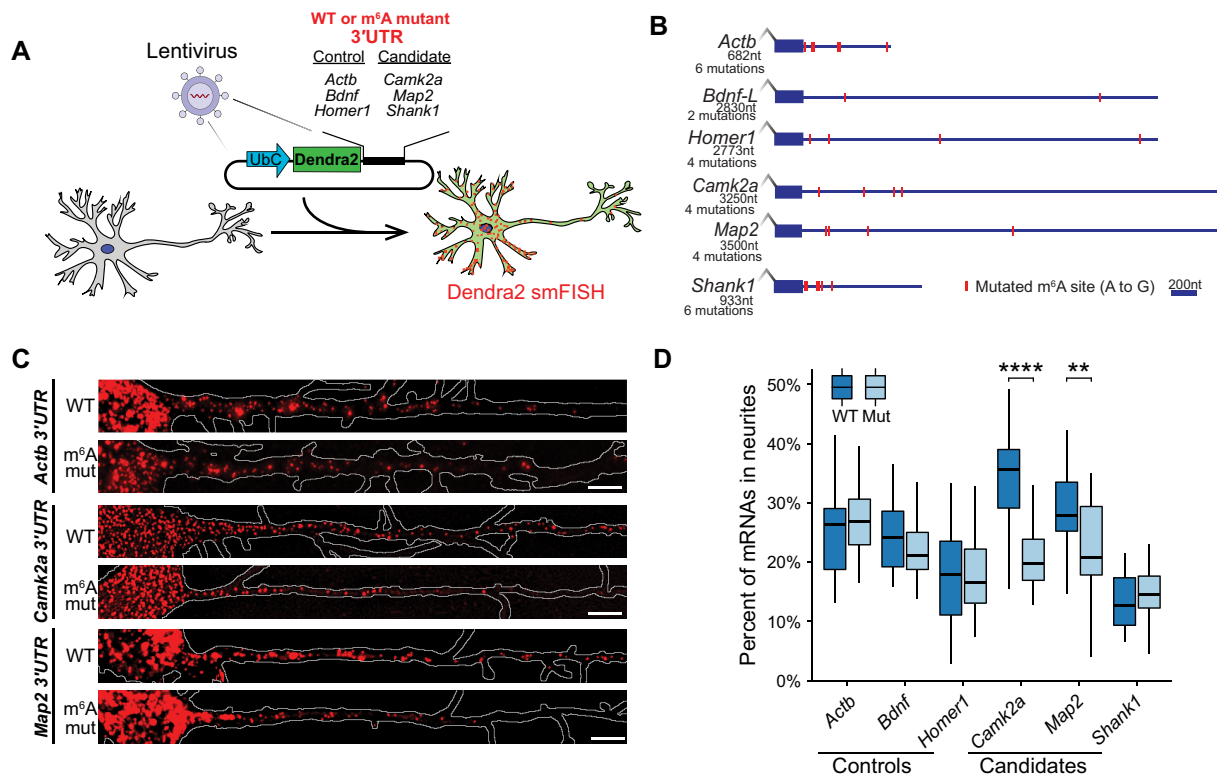 A
Lentivirus
WT or m⁶A mutant
3′UTR
Control Candidate
Actb Camk2a
Bdnf Map2
Homer1 Shank1
UbC Dendra2
Dendra2 smFISH
B
Actb
682nt
6 mutations
Bdnf-L
2830nt
2 mutations
Homer1
2773nt
4 mutations
Camk2a
3250nt
4 mutations
Map2
3500nt
4 mutations
Shank1
933nt
6 mutations
Mutated m⁶A site (A to G)
200nt
C
Actb 3′UTR
WT
m⁶A
mut
Camk2a 3′UTR
WT
m⁶A
mut
Map2 3′UTR
WT
m⁶A
mut
D
Percent of mRNAs in neurites
50%
40%
30%
20%
10%
0%
WT Mut
****
**
Actb
Bdnf
Homer1
Camk2a
Map2
Shank1
Controls
Candidates